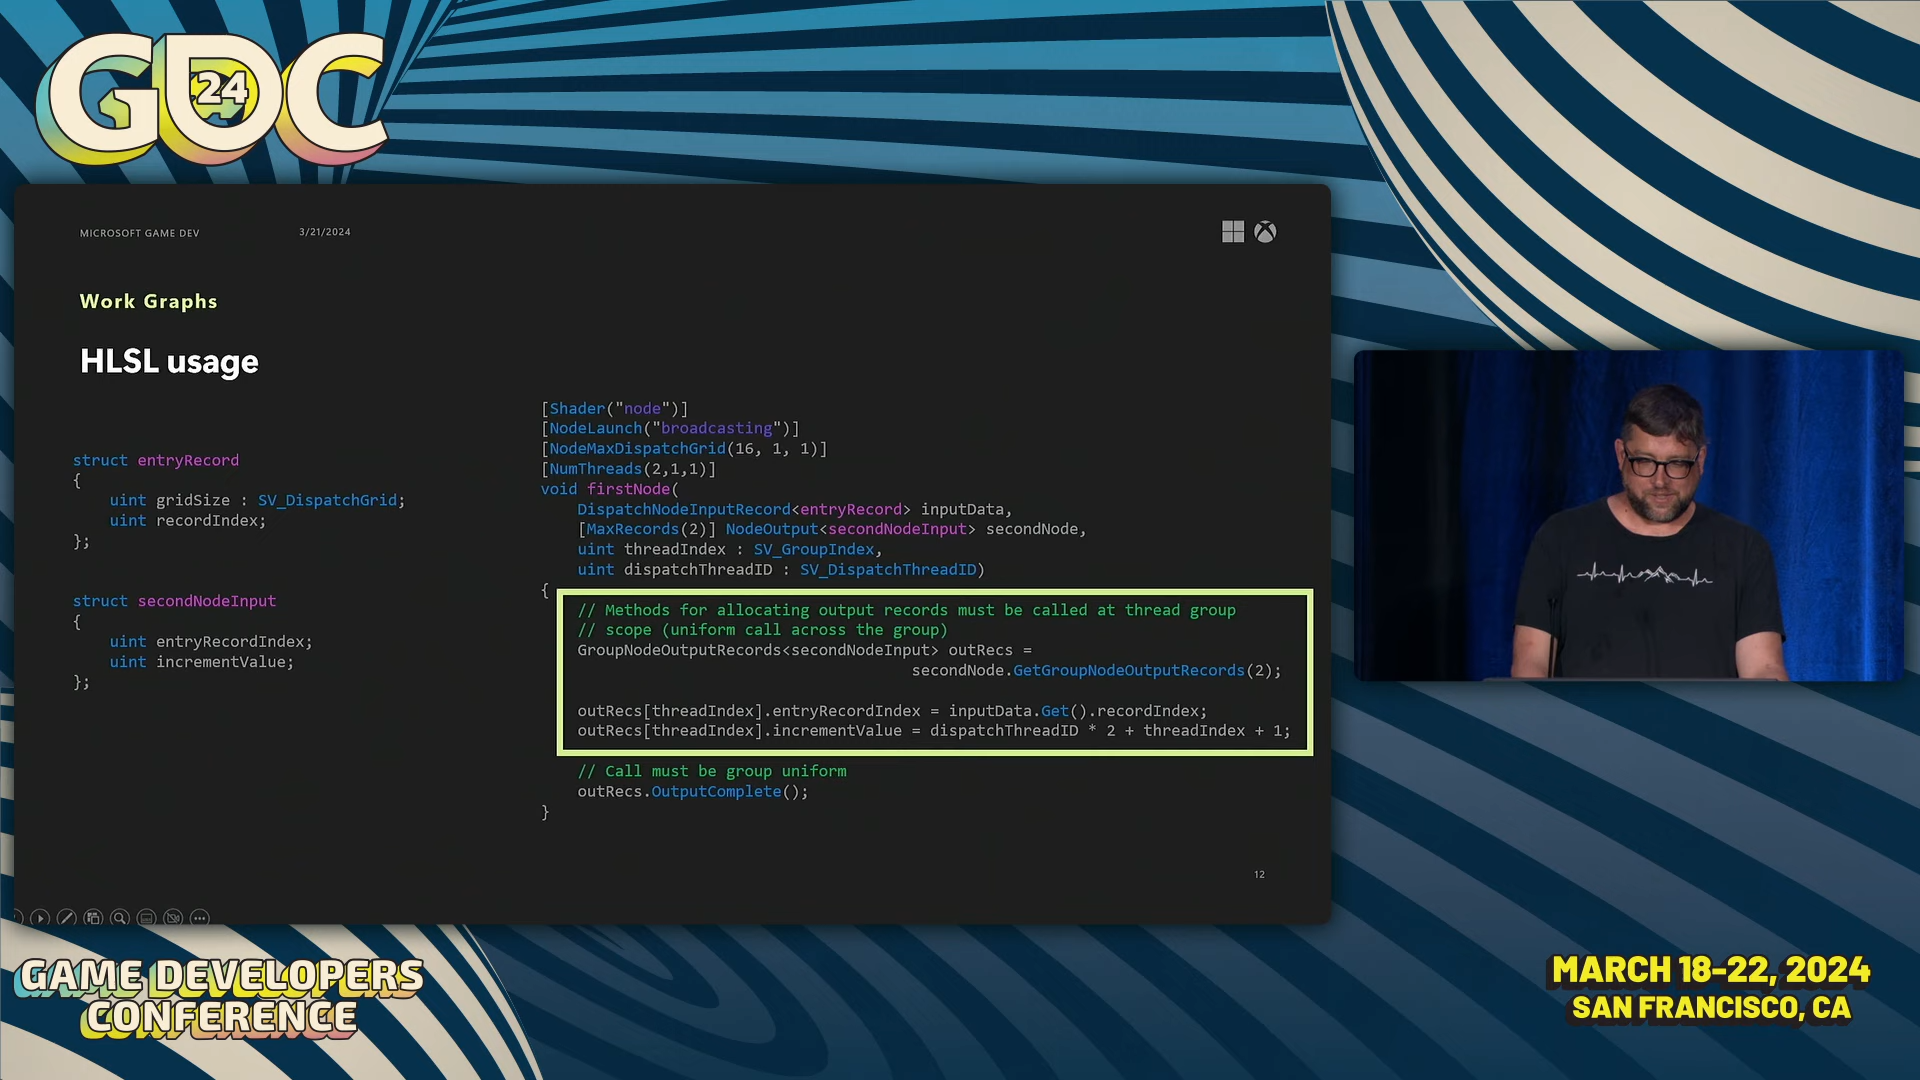 GDC
24
MICROSOFT GAME DEV 3/21/2024
Work Graphs
HLSL usage
struct entryRecord
{
uint gridSize : SV_DispatchGrid;
uint recordIndex;
};
struct secondNodeInput
{
uint entryRecordIndex;
uint incrementValue;
};
[Shader("node")]
[NodeLaunch("broadcasting")]
[NodeMaxDispatchGrid(16, 1, 1)]
[NumThreads(2,1,1)]
void firstNode(
DispatchNodeInputRecord<entryRecord> inputData,
[MaxRecords(2)] NodeOutput<secondNodeInput> secondNode,
uint threadIndex : SV_GroupIndex,
uint dispatchThreadID : SV_DispatchThreadID)
{
// Methods for allocating output records must be called at thread group
// scope (uniform call across the group)
GroupNodeOutputRecords<secondNodeInput> outRecs =
secondNode.GetGroupNodeOutputRecords(2);
outRecs[threadIndex].entryRecordIndex = inputData.Get().recordIndex;
outRecs[threadIndex].incrementValue = dispatchThreadID * 2 + threadIndex + 1;
// Call must be group uniform
outRecs.OutputComplete();
}
12
GAME DEVELOPERS
CONFERENCE
MARCH 18-22, 2024
SAN FRANCISCO, CA